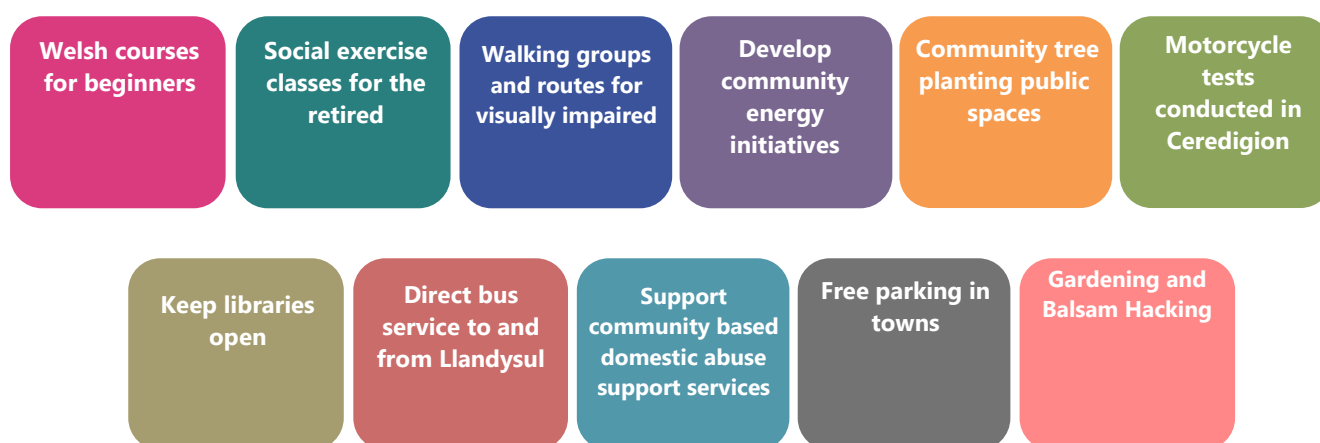 Welsh courses
for beginners
Social exercise
classes for the
retired
Walking groups
and routes for
visually impaired
Develop
community
energy
initiatives
Community tree
planting public
spaces
Motorcycle
tests
conducted in
Ceredigion
Keep libraries
open
Direct bus
service to and
from Llandysul
Support
community based
domestic abuse
support services
Free parking in
towns
Gardening and
Balsam Hacking